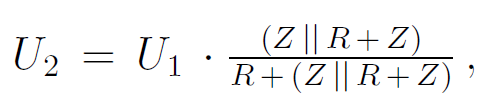 U₂ = U₁ · (Z || R + Z) / (R + (Z || R + Z)) ,